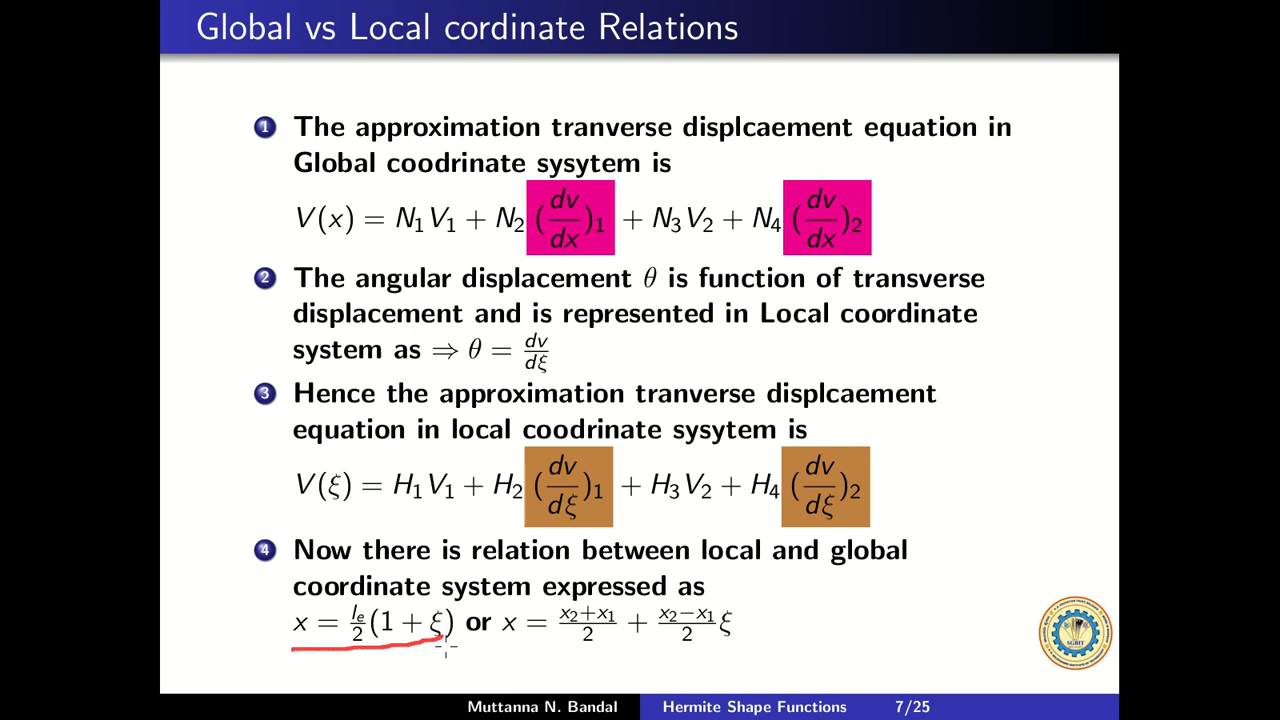 Global vs Local cordinate Relations
1 The approximation tranverse displcaement equation in
Global coodrinate sysytem is
V(x) = N₁V₁ + N₂(dv/dx)₁ + N₃V₂ + N₄(dv/dx)₂
2 The angular displacement θ is function of transverse
displacement and is represented in Local coordinate
system as ⇒ θ = dv/dξ
3 Hence the approximation tranverse displcaement
equation in local coodrinate sysytem is
V(ξ) = H₁V₁ + H₂(dv/dξ)₁ + H₃V₂ + H₄(dv/dξ)₂
4 Now there is relation between local and global
coordinate system expressed as
x = lₑ/2(1 + ξ) or x = x₂+x₁/2 + x₂−x₁/2 ξ
SGBIT
Muttanna N. Bandal Hermite Shape Functions 7/25